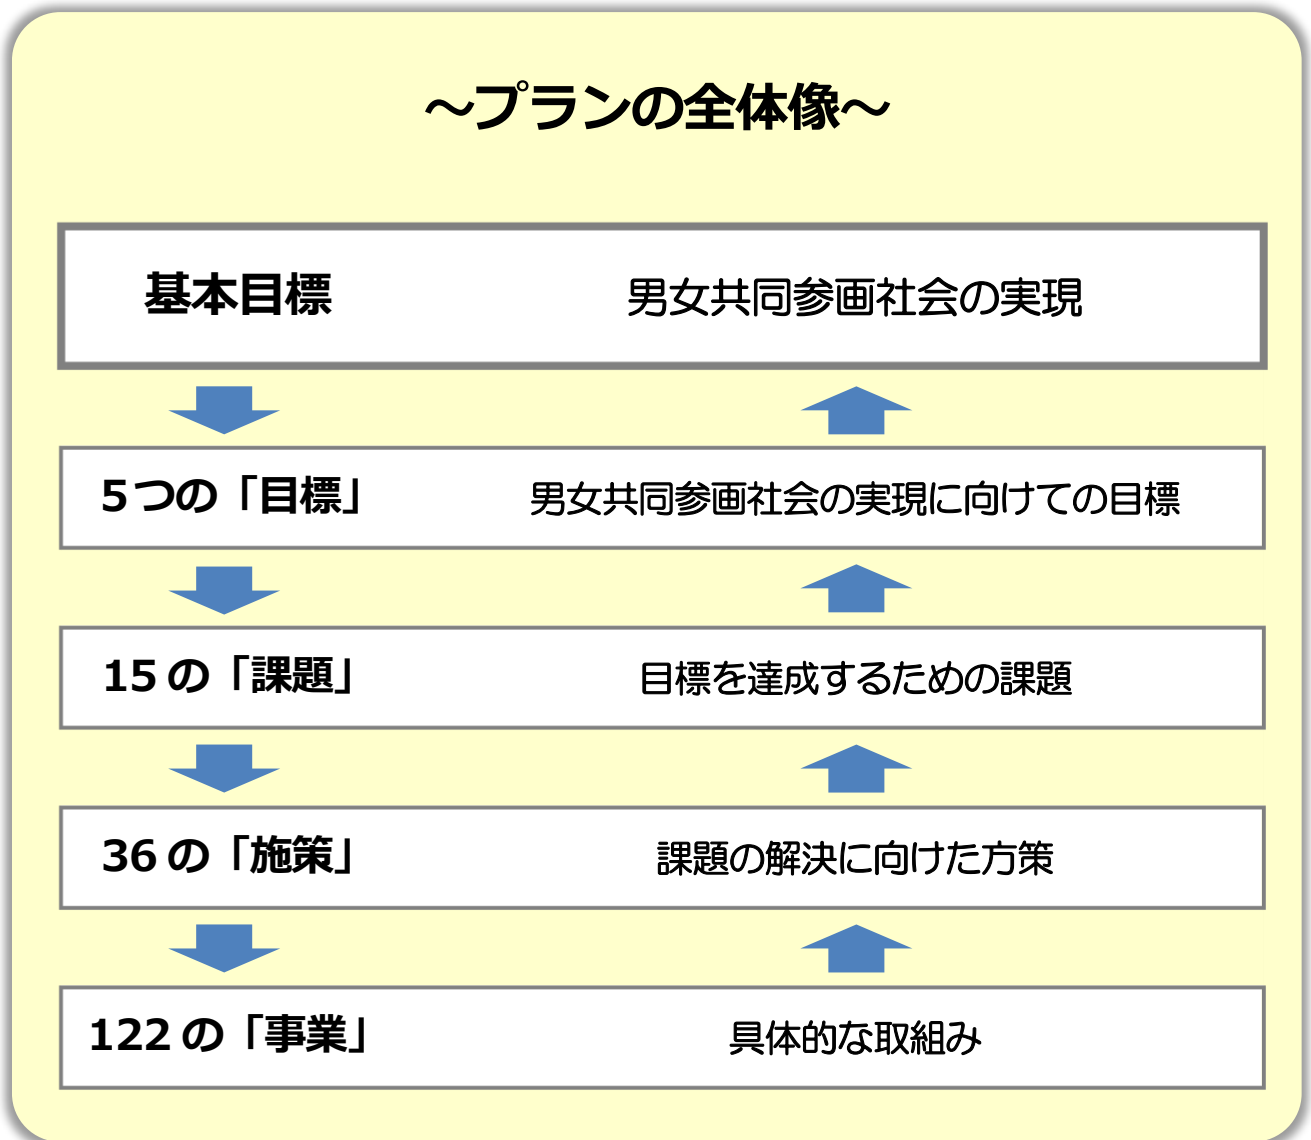 ～プランの全体像～
基本目標 男女共同参画社会の実現
5つの「目標」 男女共同参画社会の実現に向けての目標
15の「課題」 目標を達成するための課題
36の「施策」 課題の解決に向けた方策
122の「事業」 具体的な取組み